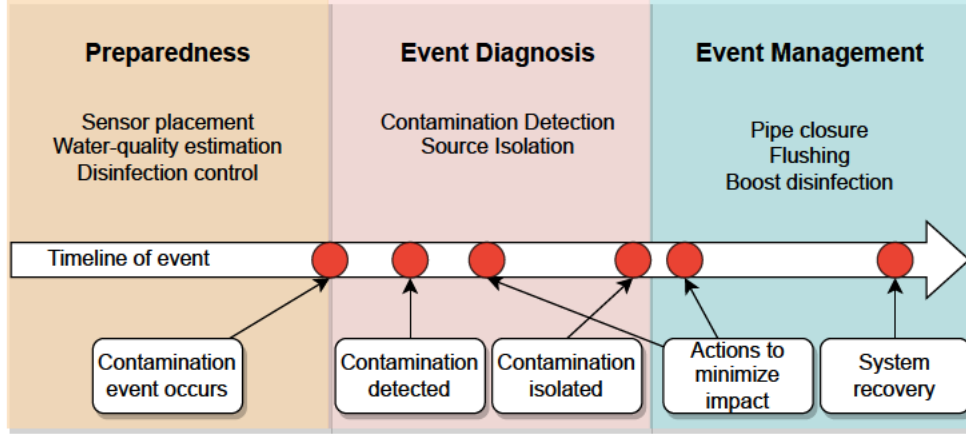 Preparedness
Sensor placement
Water-quality estimation
Disinfection control
Event Diagnosis
Contamination Detection
Source Isolation
Event Management
Pipe closure
Flushing
Boost disinfection
Timeline of event
Contamination
event occurs
Contamination
detected
Contamination
isolated
Actions to
minimize
impact
System
recovery